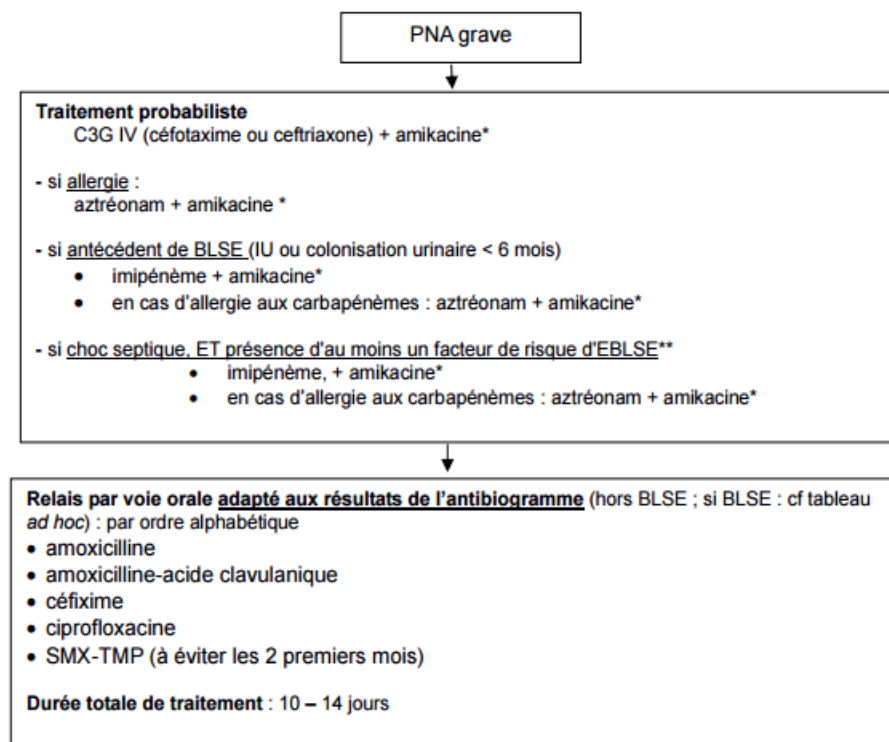 PNA grave
Traitement probabiliste
C3G IV (céfotaxime ou ceftriaxone) + amikacine*
- si allergie :
aztréonam + amikacine *
- si antécédent de BLSE (IU ou colonisation urinaire < 6 mois)
• imipénème + amikacine*
• en cas d'allergie aux carbapénèmes : aztréonam + amikacine*
- si choc septique, ET présence d'au moins un facteur de risque d'EBLSE**
• imipénème, + amikacine*
• en cas d'allergie aux carbapénèmes : aztréonam + amikacine*
Relais par voie orale adapté aux résultats de l'antibiogramme (hors BLSE ; si BLSE : cf tableau
ad hoc) : par ordre alphabétique
• amoxicilline
• amoxicilline-acide clavulanique
• céfixime
• ciprofloxacine
• SMX-TMP (à éviter les 2 premiers mois)
Durée totale de traitement : 10 – 14 jours